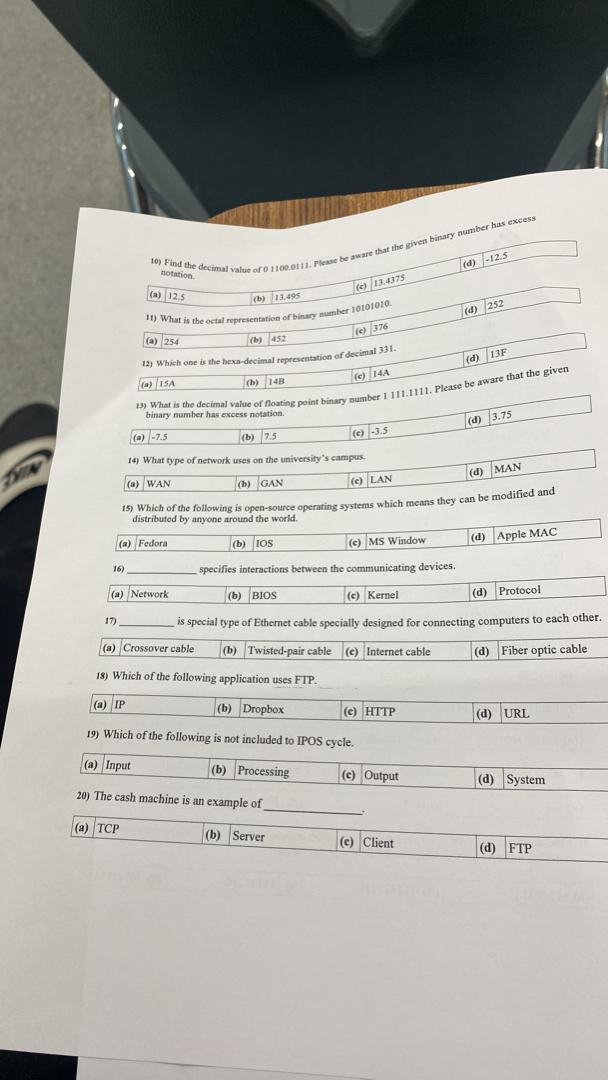 10) Find the decimal value of 0 1100.0111. Please be aware that the given binary number has excess
notation.
(a) 12.5 (b) 13.495 (c) 13.4375 (d) -12.5
11) What is the octal representation of binary number 10101010.
(a) 254 (b) 452 (c) 376 (d) 252
12) Which one is the hexa-decimal representation of decimal 331.
(a) 15A (b) 14B (c) 14A (d) 13F
13) What is the decimal value of floating point binary number 1 111.1111. Please be aware that the given
binary number has excess notation.
(a) -7.5 (b) 7.5 (c) -3.5 (d) 3.75
14) What type of network uses on the university's campus.
(a) WAN (b) GAN (c) LAN (d) MAN
15) Which of the following is open-source operating systems which means they can be modified and
distributed by anyone around the world.
(a) Fedora (b) IOS (c) MS Window (d) Apple MAC
16) ____________ specifies interactions between the communicating devices.
(a) Network (b) BIOS (c) Kernel (d) Protocol
17) __________ is special type of Ethernet cable specially designed for connecting computers to each other.
(a) Crossover cable (b) Twisted-pair cable (c) Internet cable (d) Fiber optic cable
18) Which of the following application uses FTP.
(a) IP (b) Dropbox (c) HTTP (d) URL
19) Which of the following is not included to IPOS cycle.
(a) Input (b) Processing (c) Output (d) System
20) The cash machine is an example of ________________.
(a) TCP (b) Server (c) Client (d) FTP